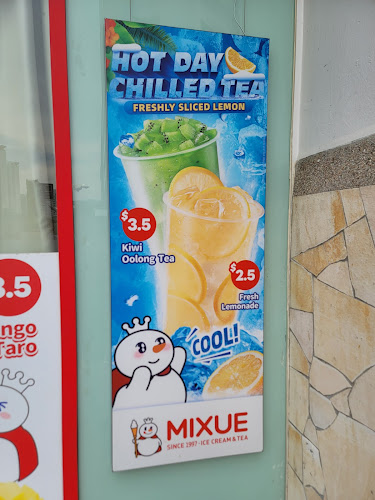 HOT DAY
CHILLED TEA
FRESHLY SLICED LEMON
$3.5
Kiwi
Oolong Tea
$2.5
Fresh
Lemonade
COOL!
MIXUE
SINCE 1997·ICE CREAM & TEA
3.5
ngo
Taro